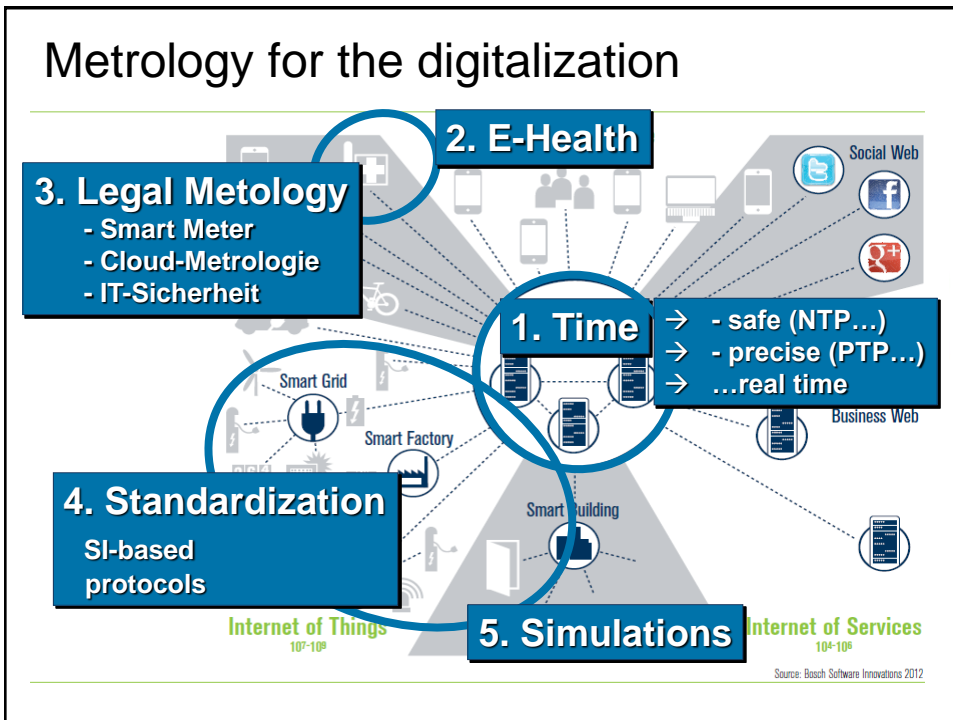 Metrology for the digitalization
2. E-Health
Social Web
3. Legal Metology
- Smart Meter
- Cloud-Metrologie
- IT-Sicherheit
1. Time
→ - safe (NTP…)
→ - precise (PTP…)
→ …real time
Smart Grid
Business Web
Smart Factory
4. Standardization
SI-based
protocols
Smart Building
5. Simulations
Internet of Things
10⁷-10⁹
Internet of Services
10⁴-10⁶
Source: Bosch Software Innovations 2012